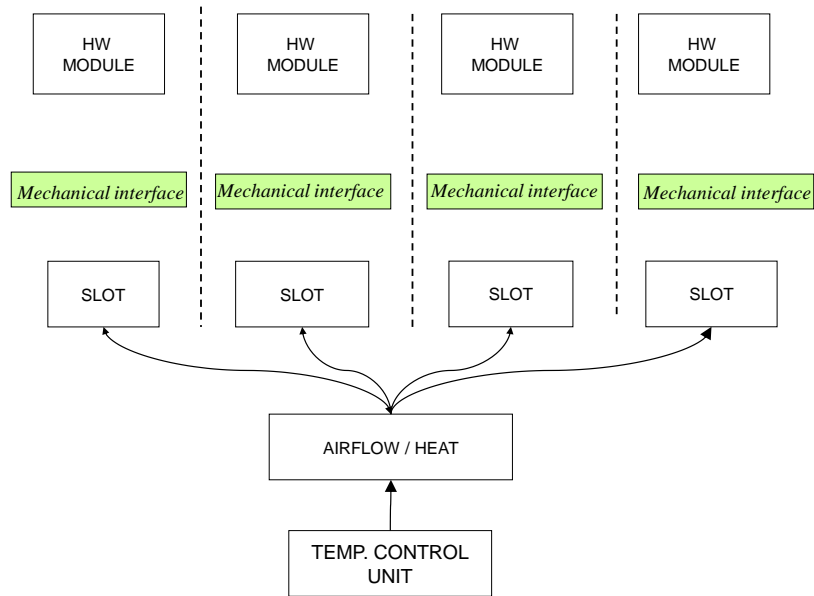 HW
MODULE
HW
MODULE
HW
MODULE
HW
MODULE
Mechanical interface
Mechanical interface
Mechanical interface
Mechanical interface
SLOT
SLOT
SLOT
SLOT
AIRFLOW / HEAT
TEMP. CONTROL
UNIT